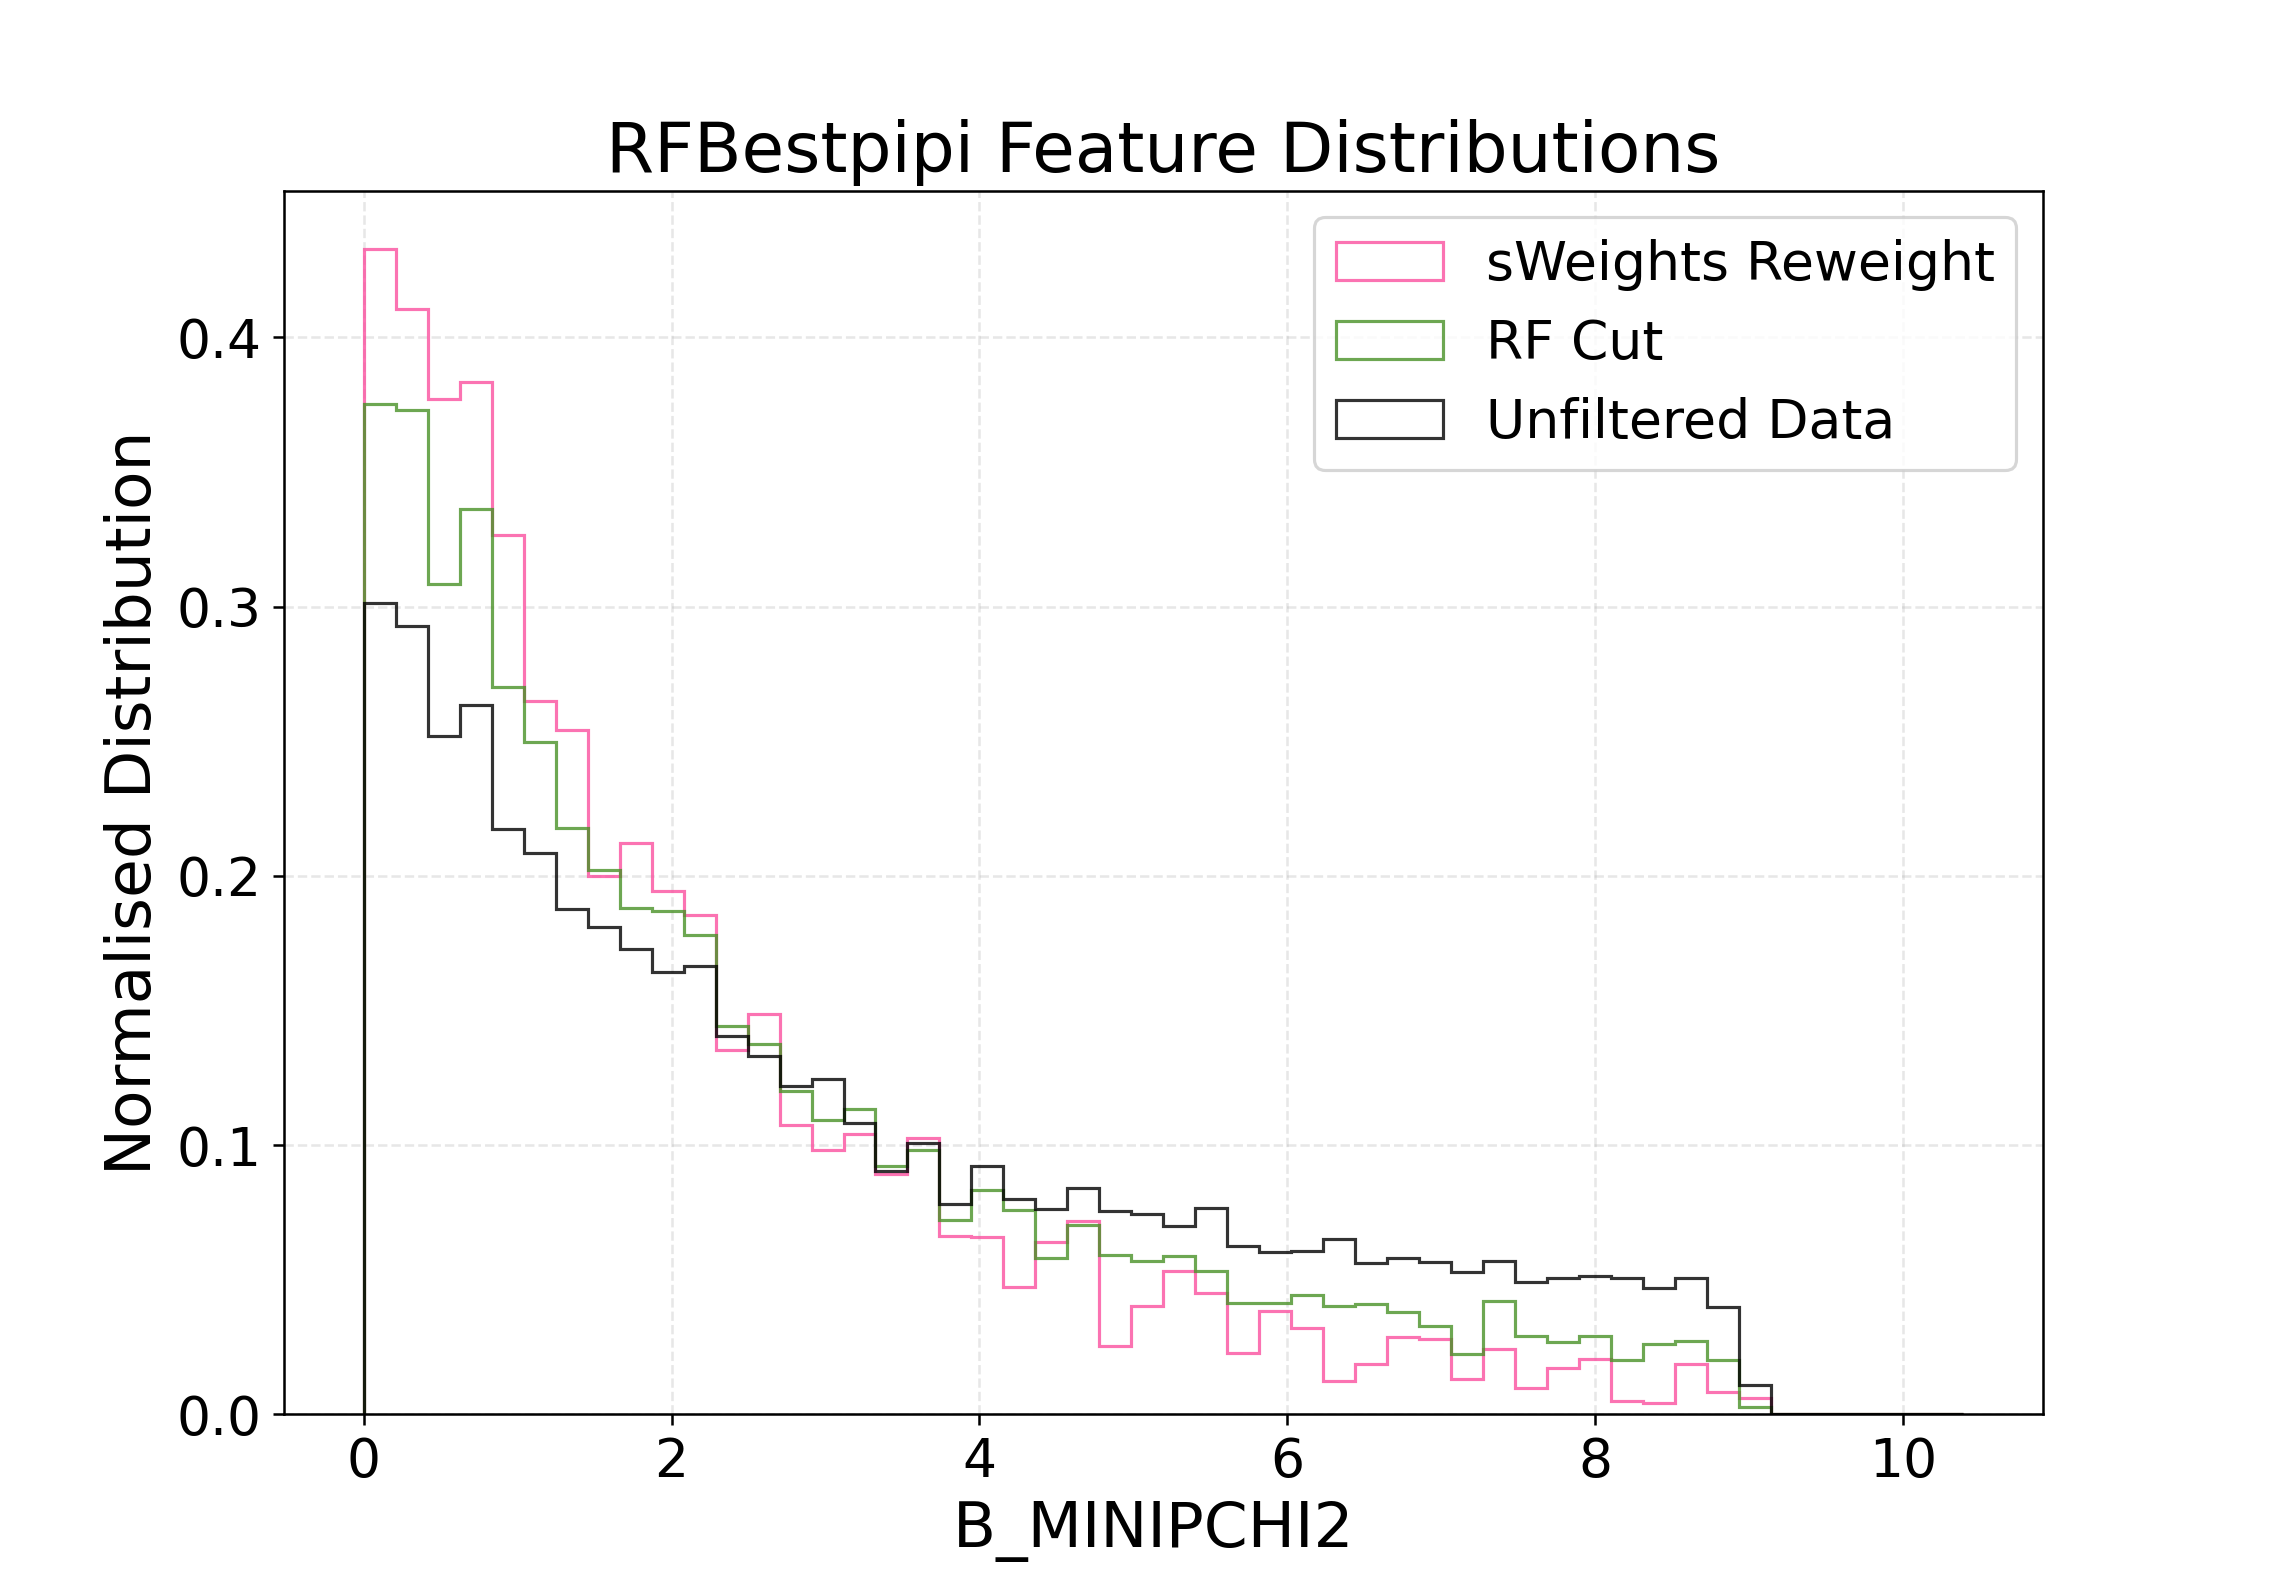 RFBestpipi Feature Distributions
sWeights Reweight
RF Cut
Unfiltered Data
Normalised Distribution
0.4
0.3
0.2
0.1
0.0
0 2 4 6 8 10
B_MINIPCHI2